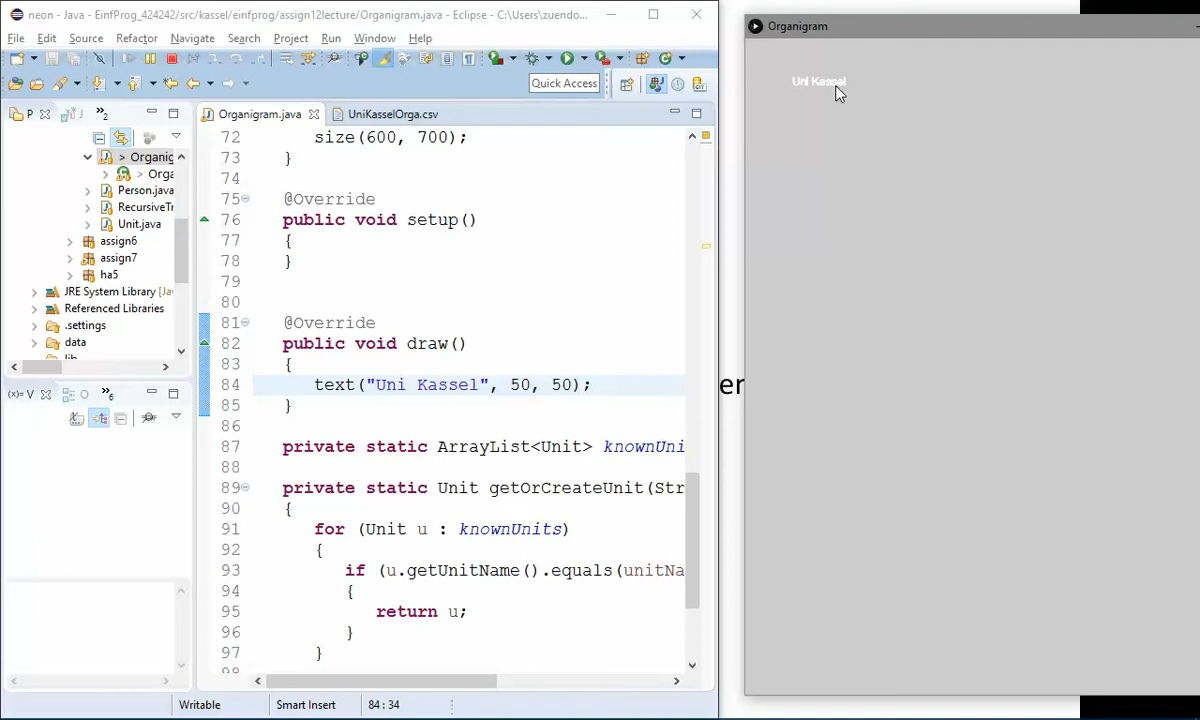 neon - Java - EinfProg_424242/src/kassel/einfprog/assign12lecture/Organigram.java - Eclipse - C:\Users\zuendo...
File Edit Source Refactor Navigate Search Project Run Window Help
Quick Access
P
2
Organigram.java
UniKasselOrga.csv
> Organig
> Orga
Person.java
RecursiveTr
Unit.java
assign6
assign7
ha5
JRE System Library [Jav
Referenced Libraries
.settings
data
lib
(x)= V
O
6
72 size(600, 700);
73 }
74
75 @Override
76 public void setup()
77 {
78 }
79
80
81 @Override
82 public void draw()
83 {
84 text("Uni Kassel", 50, 50);
85 }
86
87 private static ArrayList<Unit> knownUni
88
89 private static Unit getOrCreateUnit(Str
90 {
91 for (Unit u : knownUnits)
92 {
93 if (u.getUnitName().equals(unitNa
94 {
95 return u;
96 }
97 }
98
Writable Smart Insert 84 : 34
er
Organigram
Uni Kassel